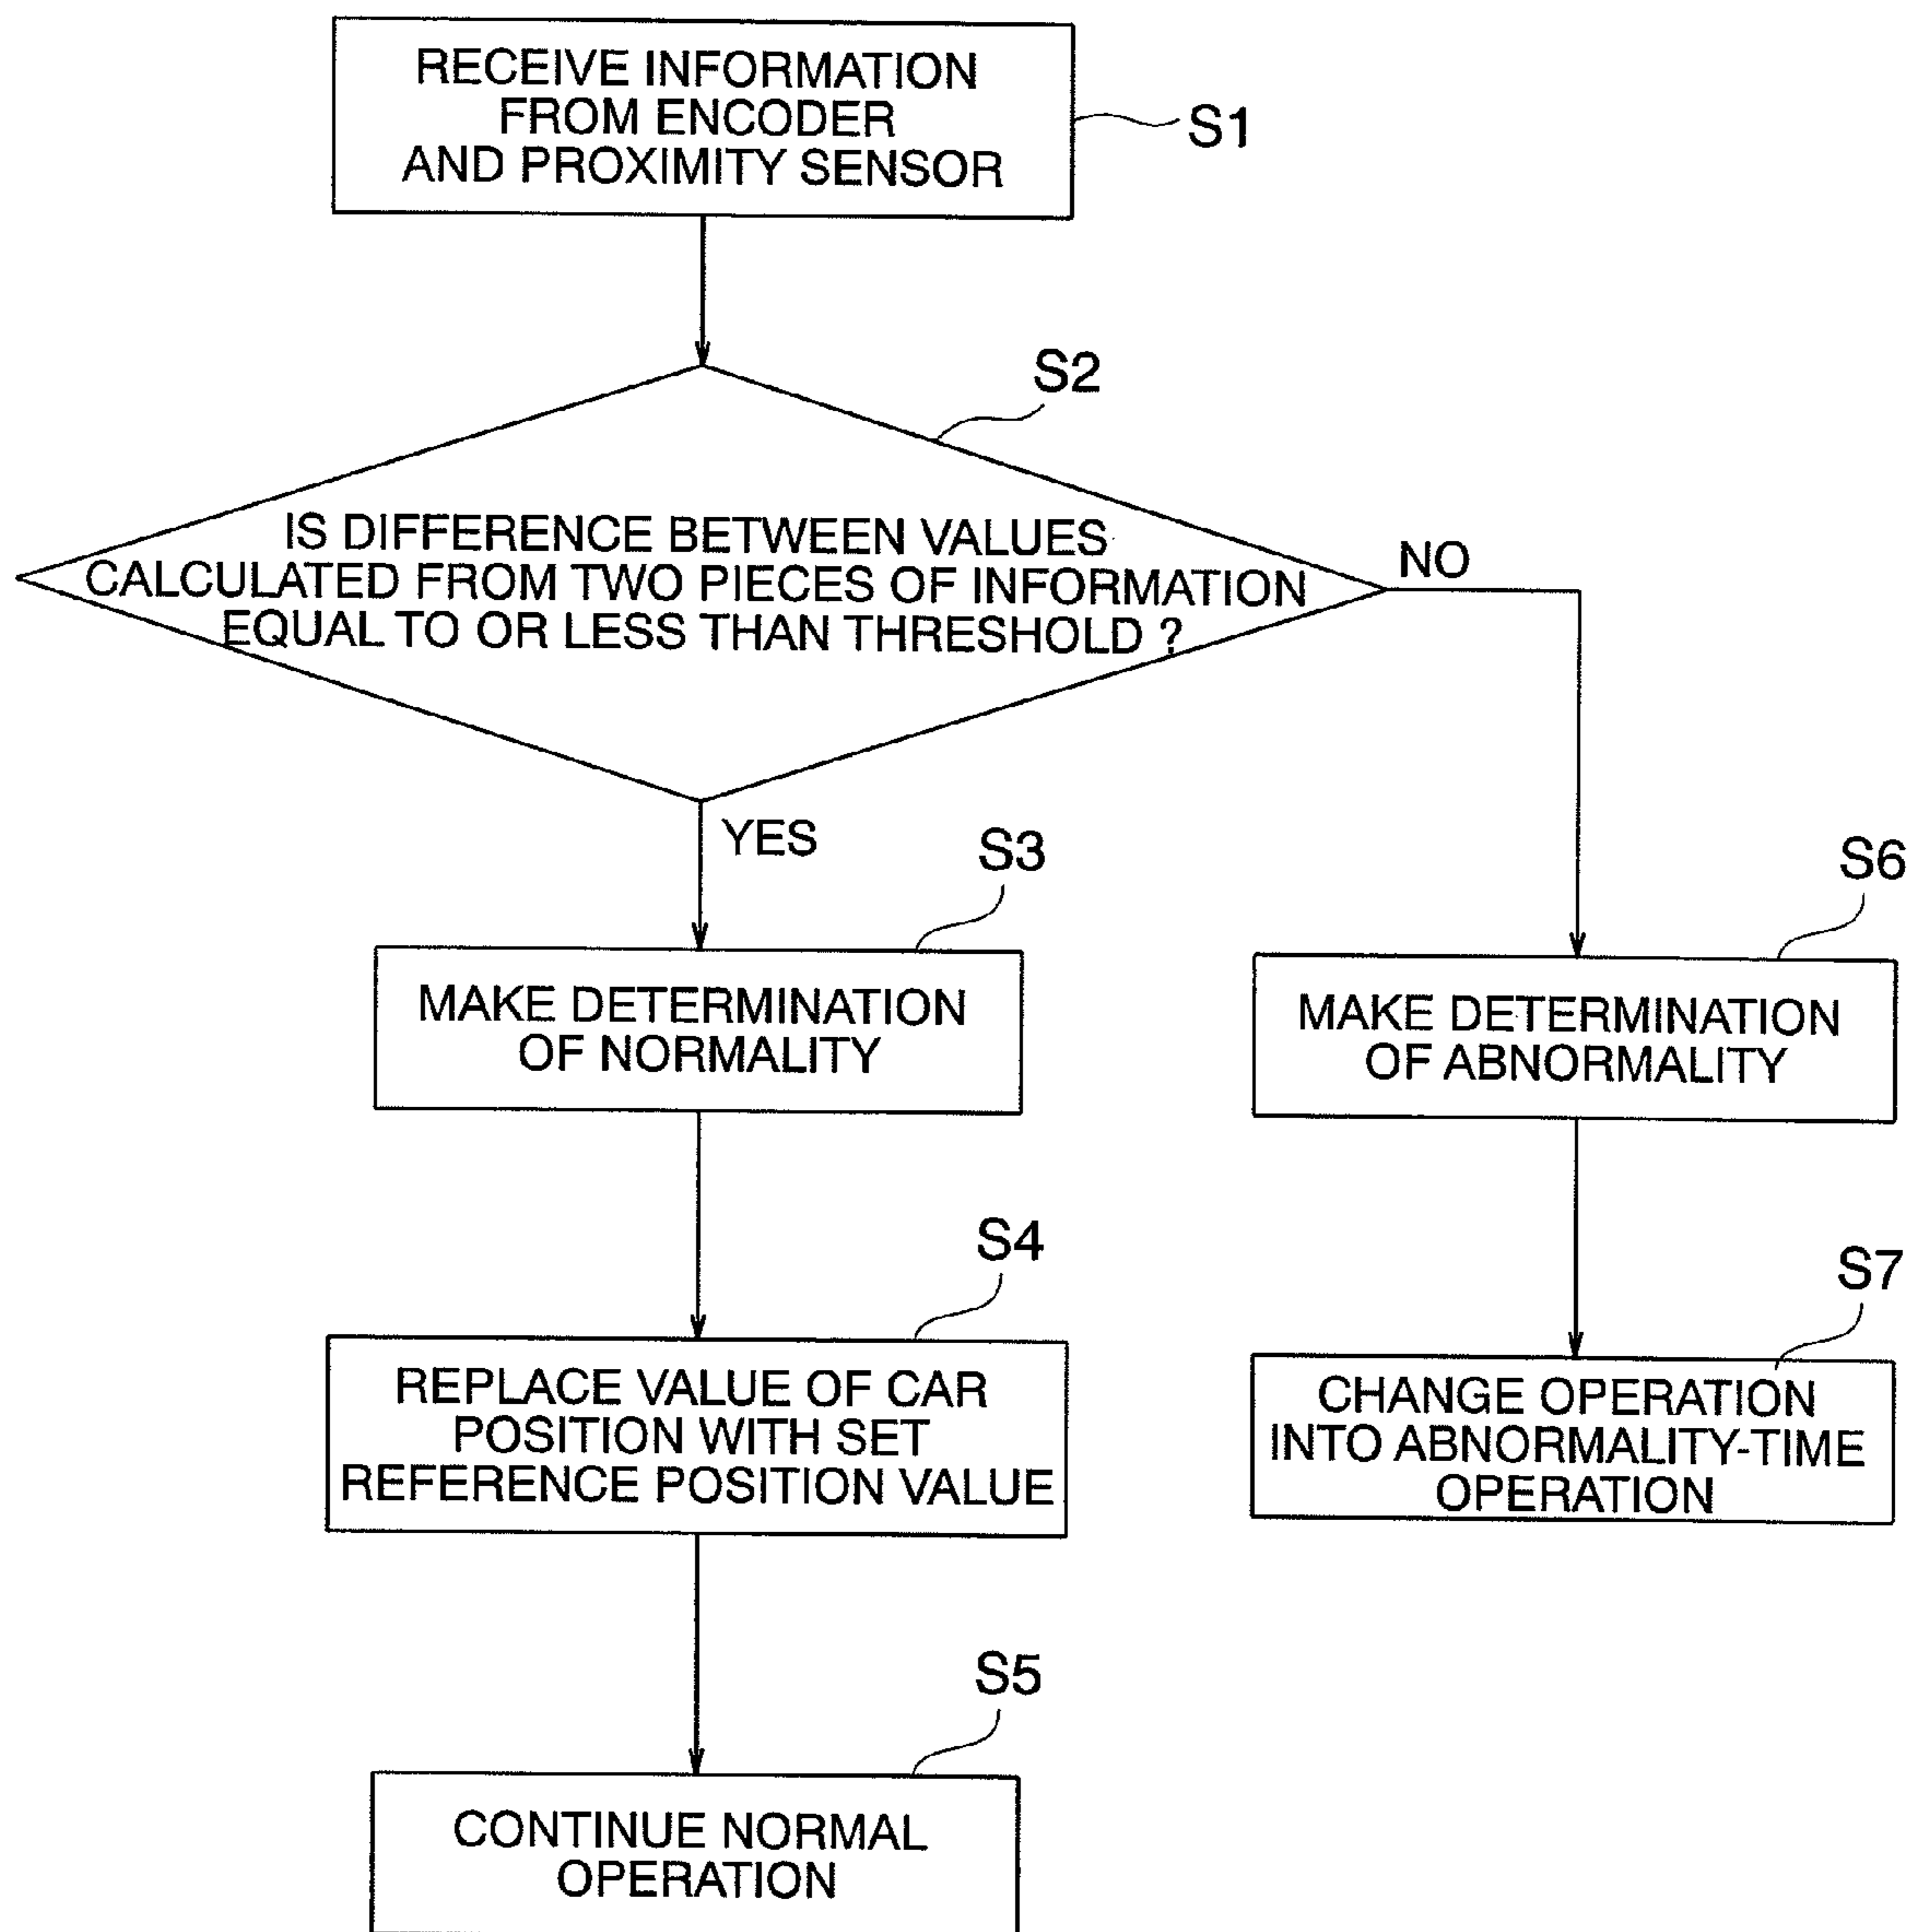 RECEIVE INFORMATION
FROM ENCODER
AND PROXIMITY SENSOR
S1
S2
IS DIFFERENCE BETWEEN VALUES
CALCULATED FROM TWO PIECES OF INFORMATION
EQUAL TO OR LESS THAN THRESHOLD ?
NO
YES
S3
MAKE DETERMINATION
OF NORMALITY
S6
MAKE DETERMINATION
OF ABNORMALITY
S4
REPLACE VALUE OF CAR
POSITION WITH SET
REFERENCE POSITION VALUE
S7
CHANGE OPERATION
INTO ABNORMALITY-TIME
OPERATION
S5
CONTINUE NORMAL
OPERATION